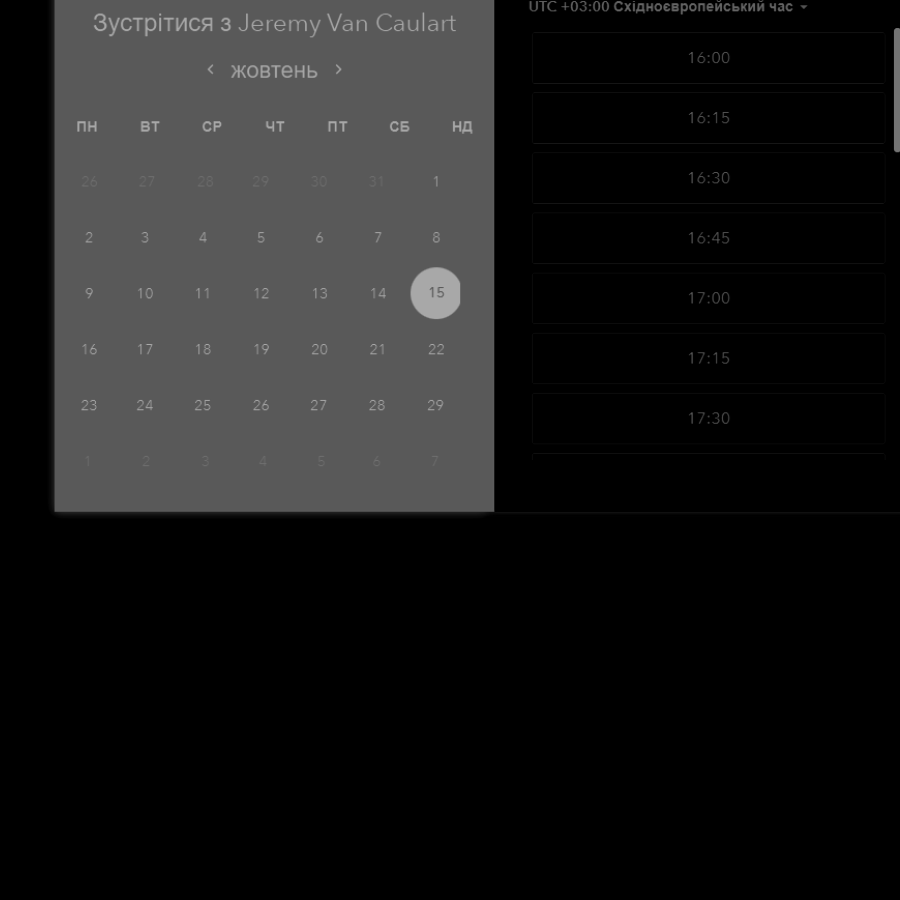 Зустрітися з Jeremy Van Caulart
жовтень
ПН ВТ СР ЧТ ПТ СБ НД
26 27 28 29 30 31 1
2 3 4 5 6 7 8
9 10 11 12 13 14 15
16 17 18 19 20 21 22
23 24 25 26 27 28 29
1 2 3 4 5 6 7
UTC +03:00 Східноєвропейський час
16:00
16:15
16:30
16:45
17:00
17:15
17:30